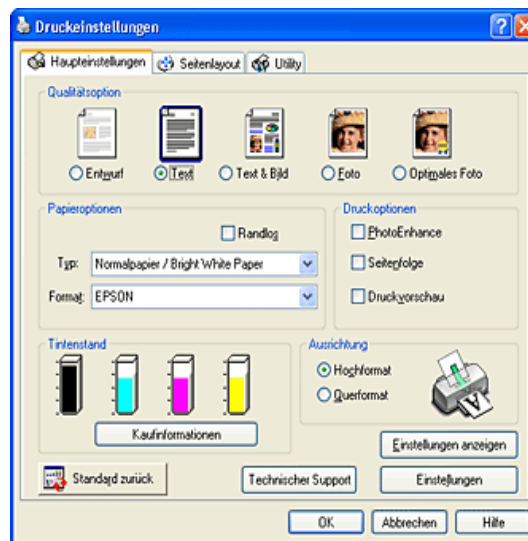 Druckeinstellungen
Haupteinstellungen Seitenlayout Utility
Qualitätsoption
Entwurf Text Text & Bild Foto Optimales Foto
Papieroptionen
Randlos
Typ: Normalpapier / Bright White Paper
Format: EPSON
Druckoptionen
PhotoEnhance
Seitenfolge
Druckvorschau
Tintenstand
Kaufinformationen
Ausrichtung
Hochformat
Querformat
Einstellungen anzeigen
Standard zurück Technischer Support Einstellungen
OK Abbrechen Hilfe